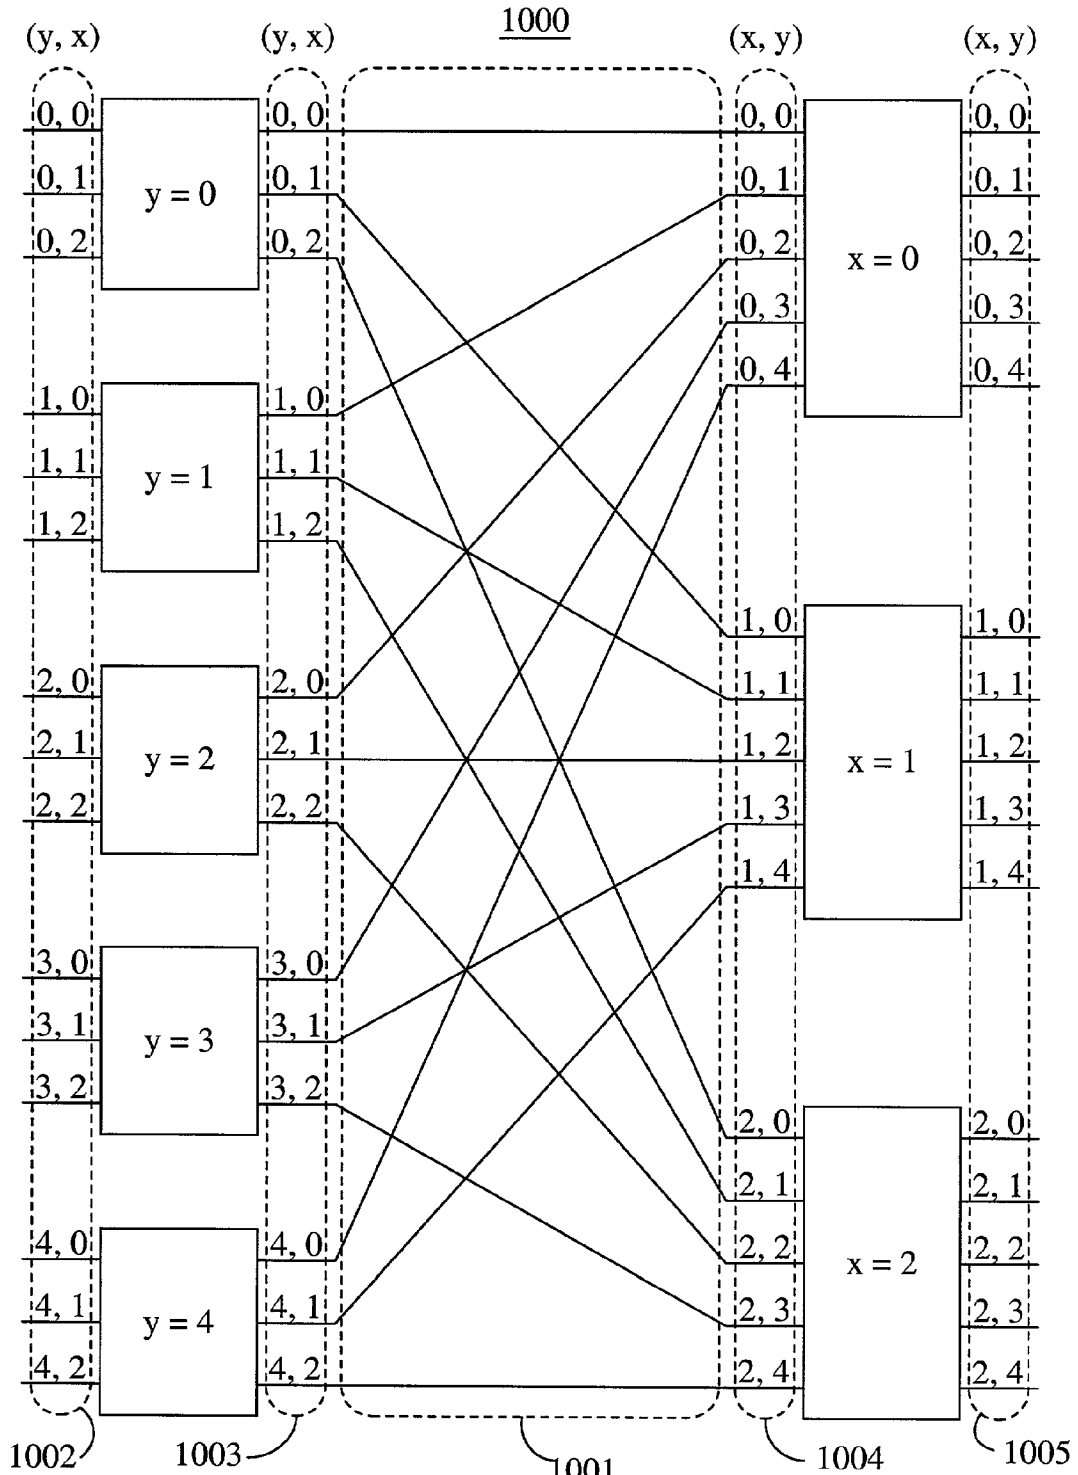 1000
(y, x) (y, x) (x, y) (x, y)
0, 0 0, 0 0, 0 0, 0
0, 1 y = 0 0, 1 0, 1 0, 1
0, 2 0, 2 0, 2 x = 0 0, 2
0, 3 0, 3
0, 4 0, 4
1, 0 1, 0
1, 1 y = 1 1, 1
1, 2 1, 2
1, 0 1, 0
2, 0 2, 0 1, 1 1, 1
2, 1 y = 2 2, 1 1, 2 x = 1 1, 2
2, 2 2, 2 1, 3 1, 3
1, 4 1, 4
3, 0 3, 0
3, 1 y = 3 3, 1
3, 2 3, 2
2, 0 2, 0
2, 1 2, 1
4, 0 4, 0 2, 2 x = 2 2, 2
4, 1 y = 4 4, 1 2, 3 2, 3
4, 2 4, 2 2, 4 2, 4
1002 1003 1001 1004 1005